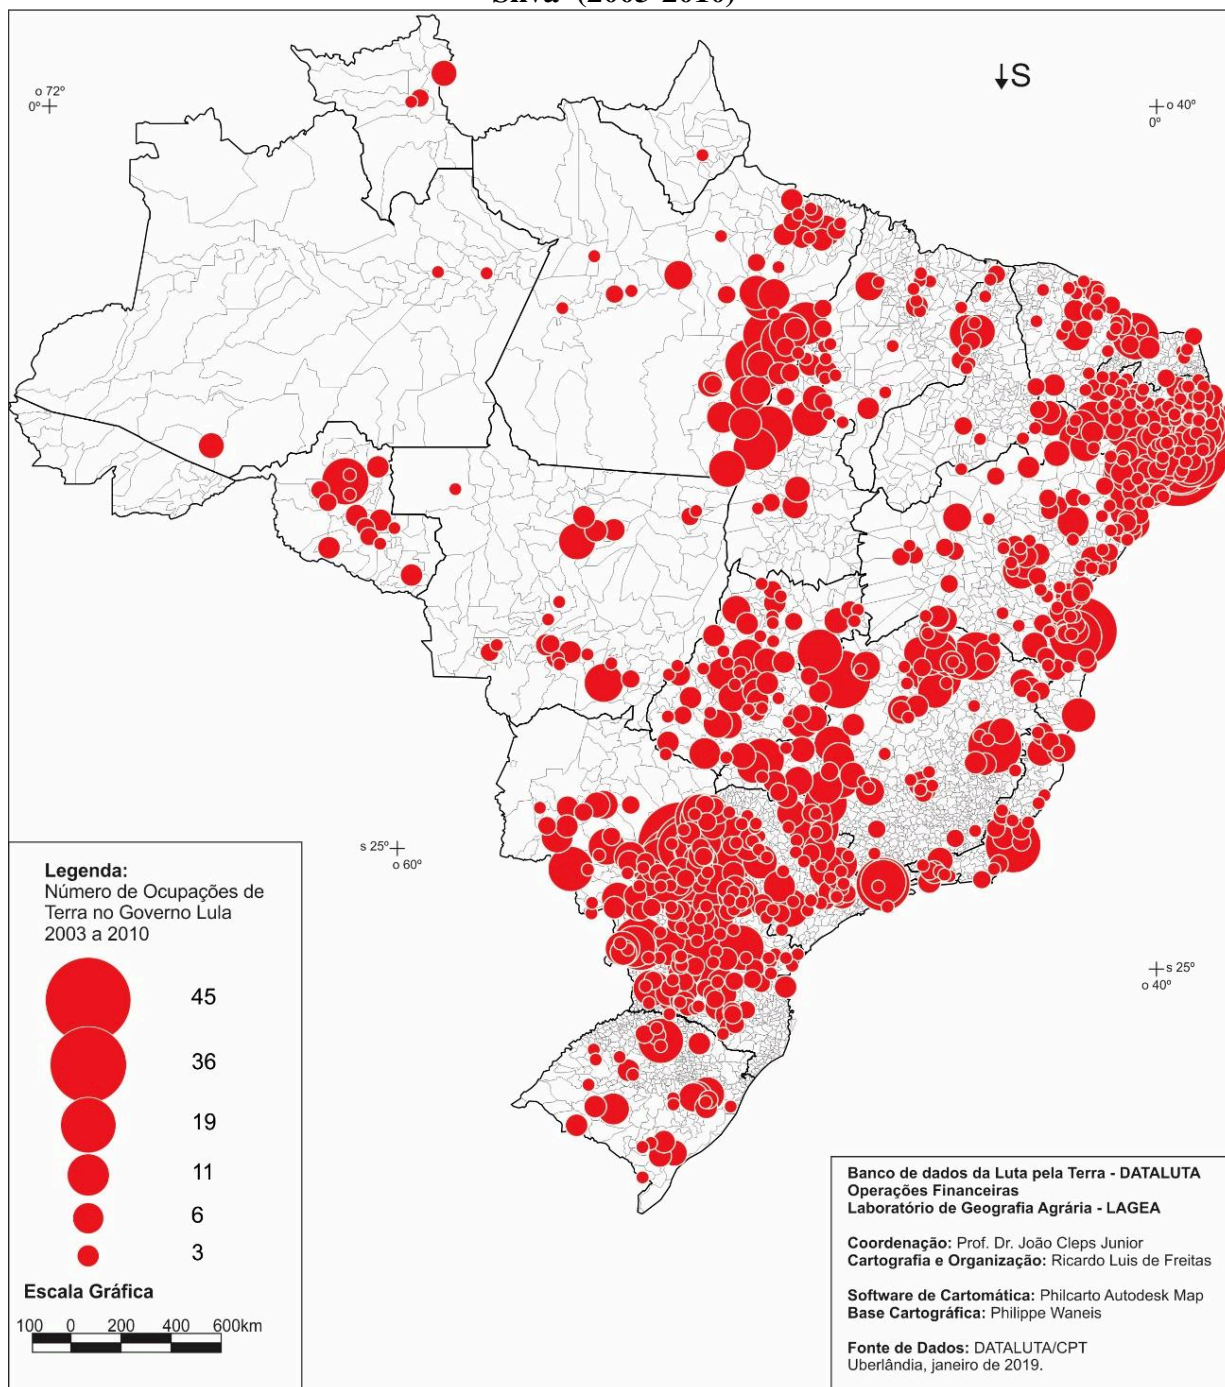 Silva (2003-2010)
↓S
o 72º
0º
o 40º
0º
s 25º
o 60º
s 25º
o 40º
Legenda:
Número de Ocupações de
Terra no Governo Lula
2003 a 2010
45
36
19
11
6
3
Escala Gráfica
100 0 200 400 600km
Banco de dados da Luta pela Terra - DATALUTA
Operações Financeiras
Laboratório de Geografia Agrária - LAGEA
Coordenação: Prof. Dr. João Cleps Junior
Cartografia e Organização: Ricardo Luis de Freitas
Software de Cartomática: Philcarto Autodesk Map
Base Cartográfica: Philippe Waneis
Fonte de Dados: DATALUTA/CPT
Uberlândia, janeiro de 2019.